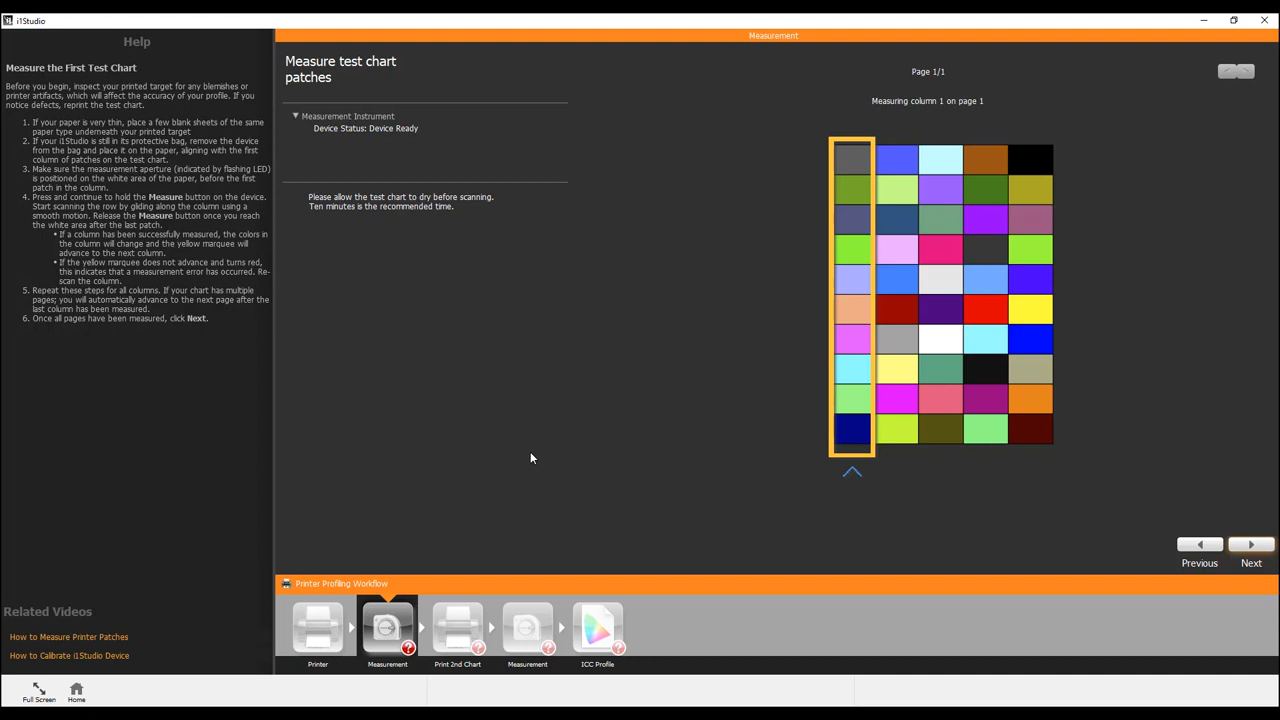 i1Studio
Help
Measure the First Test Chart
Before you begin, inspect your printed target for any blemishes or
printer artifacts, which will affect the accuracy of your profile. If you
notice defects, reprint the test chart.
1. If your paper is very thin, place a few blank sheets of the same
paper type underneath your printed target
2. If your i1Studio is still in its protective bag, remove the device
from the bag and place it on the paper, aligning with the first
column of patches on the test chart.
3. Make sure the measurement aperture (indicated by flashing LED)
is positioned on the white area of the paper, before the first
patch in the column.
4. Press and continue to hold the Measure button on the device.
Start scanning the row by gliding along the column using a
smooth motion. Release the Measure button once you reach
the white area after the last patch.
• If a column has been successfully measured, the colors in
the column will change and the yellow marquee will
advance to the next column.
• If the yellow marquee does not advance and turns red,
this indicates that a measurement error has occurred. Re-
scan the column.
5. Repeat these steps for all columns. If your chart has multiple
pages; you will automatically advance to the next page after the
last column has been measured.
6. Once all pages have been measured, click Next.
Related Videos
How to Measure Printer Patches
How to Calibrate i1Studio Device
Measurement
Measure test chart
patches
Measurement Instrument
Device Status: Device Ready
Please allow the test chart to dry before scanning.
Ten minutes is the recommended time.
Page 1/1
Measuring column 1 on page 1
Previous
Next
Printer Profiling Workflow
Printer
Measurement
Print 2nd Chart
Measurement
ICC Profile
Full Screen
Home